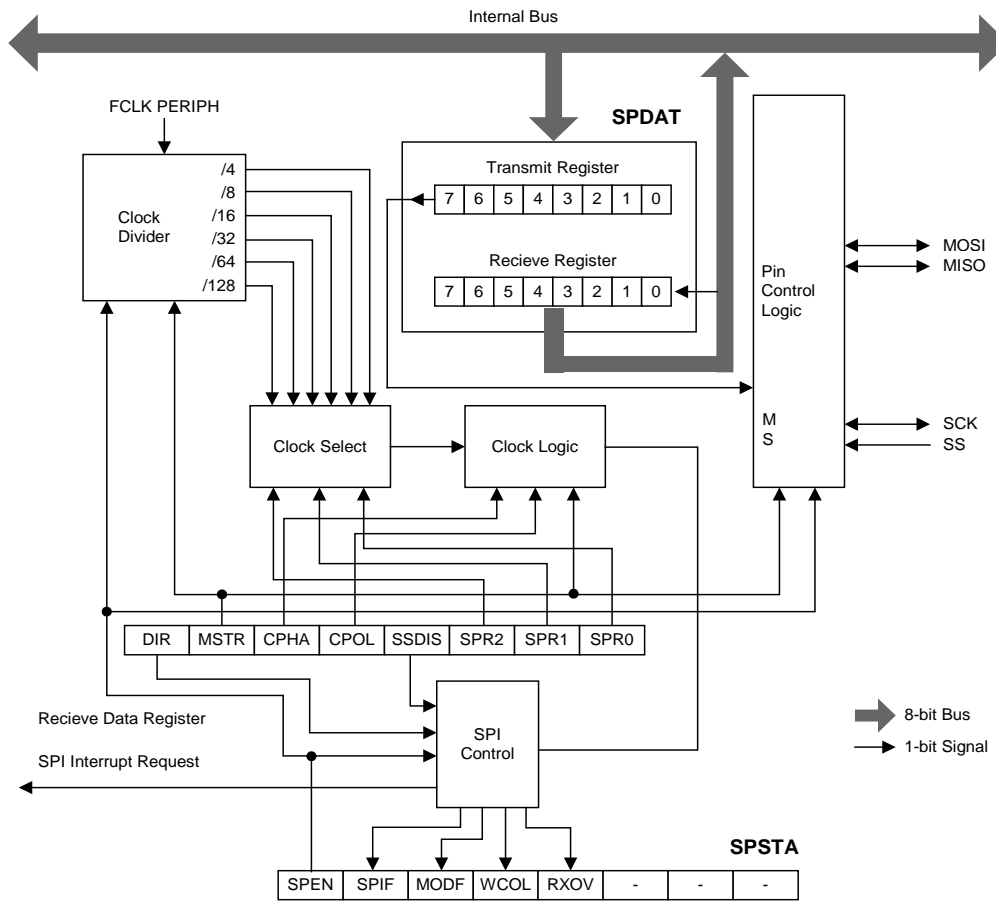 Internal Bus
FCLK PERIPH
SPDAT
Clock
Divider
/4
/8
/16
/32
/64
/128
Transmit Register
7 6 5 4 3 2 1 0
Recieve Register
7 6 5 4 3 2 1 0
Pin
Control
Logic
M
S
MOSI
MISO
SCK
SS
Clock Select
Clock Logic
DIR MSTR CPHA CPOL SSDIS SPR2 SPR1 SPR0
Recieve Data Register
SPI Interrupt Request
SPI
Control
8-bit Bus
1-bit Signal
SPSTA
SPEN SPIF MODF WCOL RXOV - - -